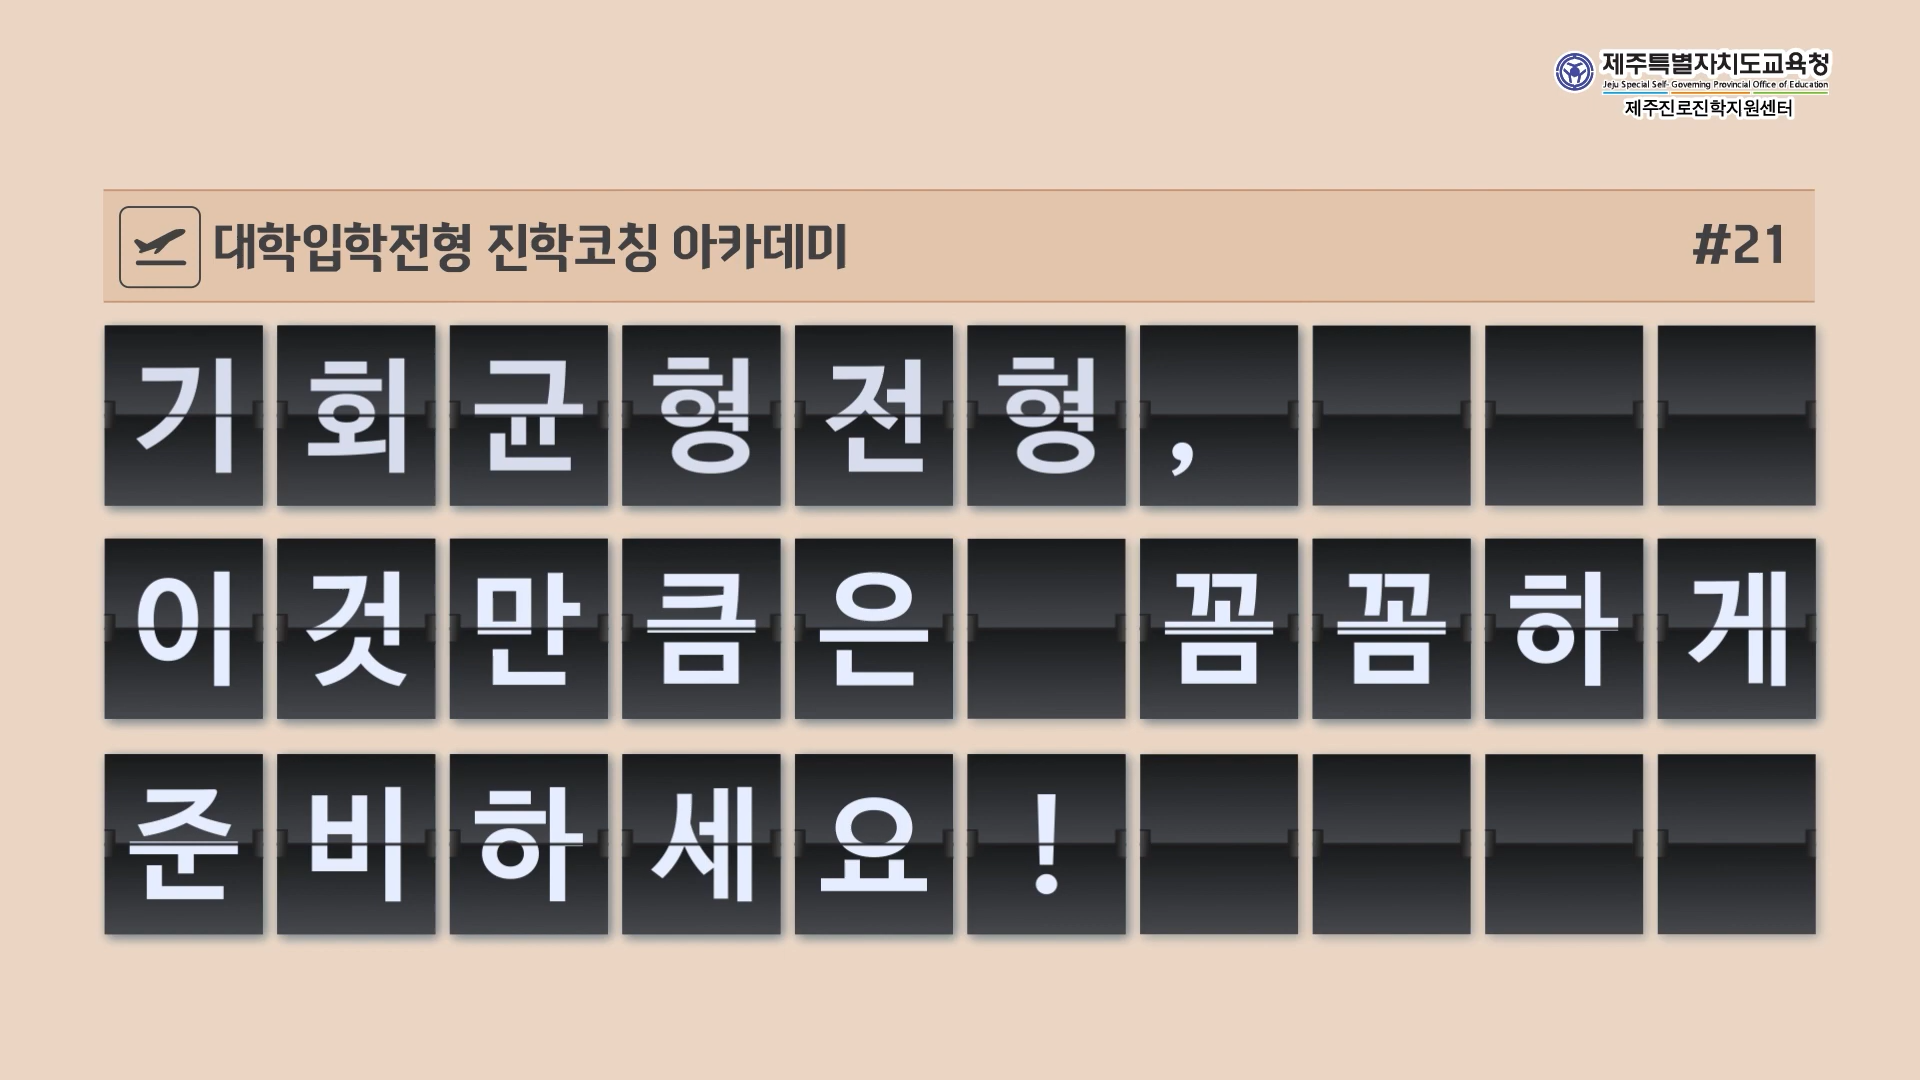 제주특별자치도교육청
Jeju Special Self- Governing Provincial Office of Education
제주진로진학지원센터
대학입학전형 진학코칭 아카데미 #21
기회균형전형,
이것만큼은 꼼꼼하게
준비하세요!